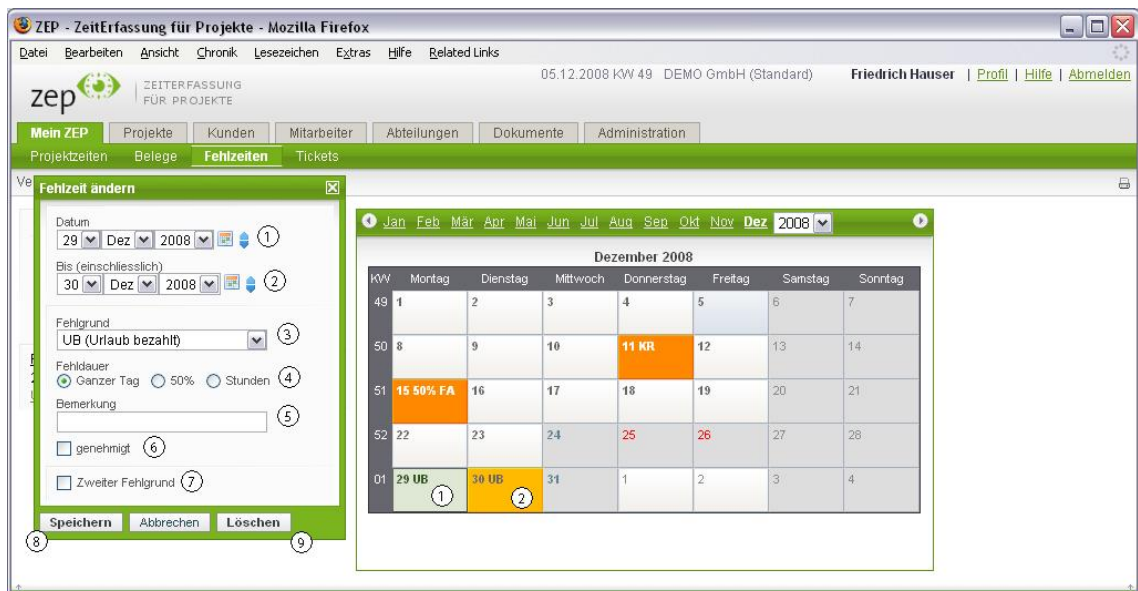 ZEP - ZeitErfassung für Projekte - Mozilla Firefox
Datei Bearbeiten Ansicht Chronik Lesezeichen Extras Hilfe Related Links
05.12.2008 KW 49 DEMO GmbH (Standard) Friedrich Hauser | Profil | Hilfe | Abmelden
zep ZEITERFASSUNG
FÜR PROJEKTE
Mein ZEP Projekte Kunden Mitarbeiter Abteilungen Dokumente Administration
Projektzeiten Belege Fehlzeiten Tickets
Ve
Fehlzeit ändern
Datum
29 Dez 2008 1
Bis (einschliesslich)
30 Dez 2008 2
Fehlgrund
UB (Urlaub bezahlt) 3
Fehldauer
Ganzer Tag 50% Stunden 4
Bemerkung
5
genehmigt 6
Zweiter Fehlgrund 7
Speichern Abbrechen Löschen
8 9
Jan Feb Mär Apr Mai Jun Jul Aug Sep Okt Nov Dez 2008
Dezember 2008
KW Montag Dienstag Mittwoch Donnerstag Freitag Samstag Sonntag
49 1 2 3 4 5 6 7
50 8 9 10 11 KR 12 13 14
51 15 50% FA 16 17 18 19 20 21
52 22 23 24 25 26 27 28
01 29 UB 30 UB 31 1 2 3 4
1 2